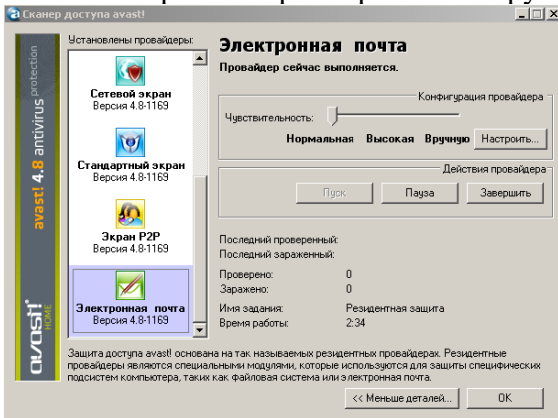 Сканер доступа avast!
Установлены провайдеры:
Сетевой экран
Версия 4.8-1169
Стандартный экран
Версия 4.8-1169
Экран P2P
Версия 4.8-1169
Электронная почта
Версия 4.8-1169
avast! 4.8 antivirus protection
avast! HOME
Электронная почта
Провайдер сейчас выполняется.
Конфигурация провайдера
Чувствительность:
Нормальная Высокая Вручную Настроить...
Действия провайдера
Пуск Пауза Завершить
Последний проверенный:
Последний зараженный:
Проверено: 0
Заражено: 0
Имя задания: Резидентная защита
Время работы: 2:34
Защита доступа avast! основана на так называемых резидентных провайдерах. Резидентные
провайдеры являются специальными модулями, которые используются для защиты специфических
подсистем компьютера, таких как файловая система или электронная почта.
<< Меньше деталей... OK